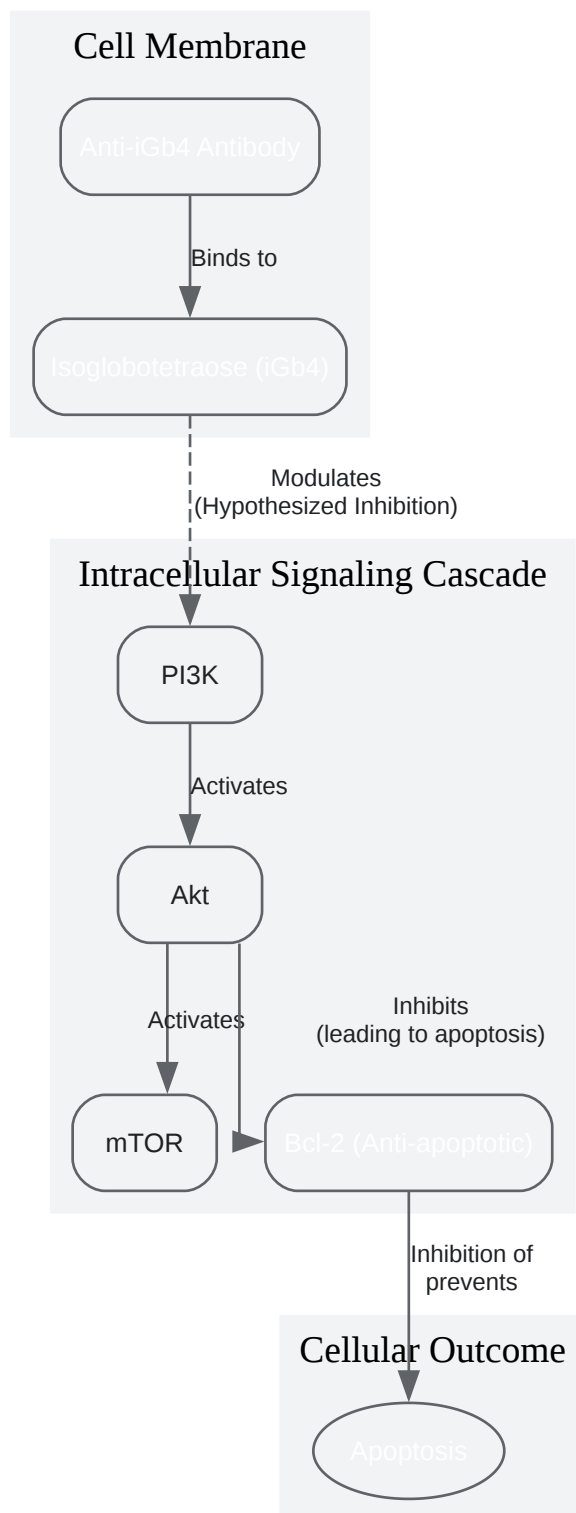 Cell Membrane
Anti-iGb4 Antibody
Binds to
Isoglobotetraose (iGb4)
Modulates
(Hypothesized Inhibition)
Intracellular Signaling Cascade
PI3K
Activates
Akt
Activates
Inhibits
(leading to apoptosis)
mTOR
Bcl-2 (Anti-apoptotic)
Inhibition of
prevents
Cellular Outcome
Apoptosis